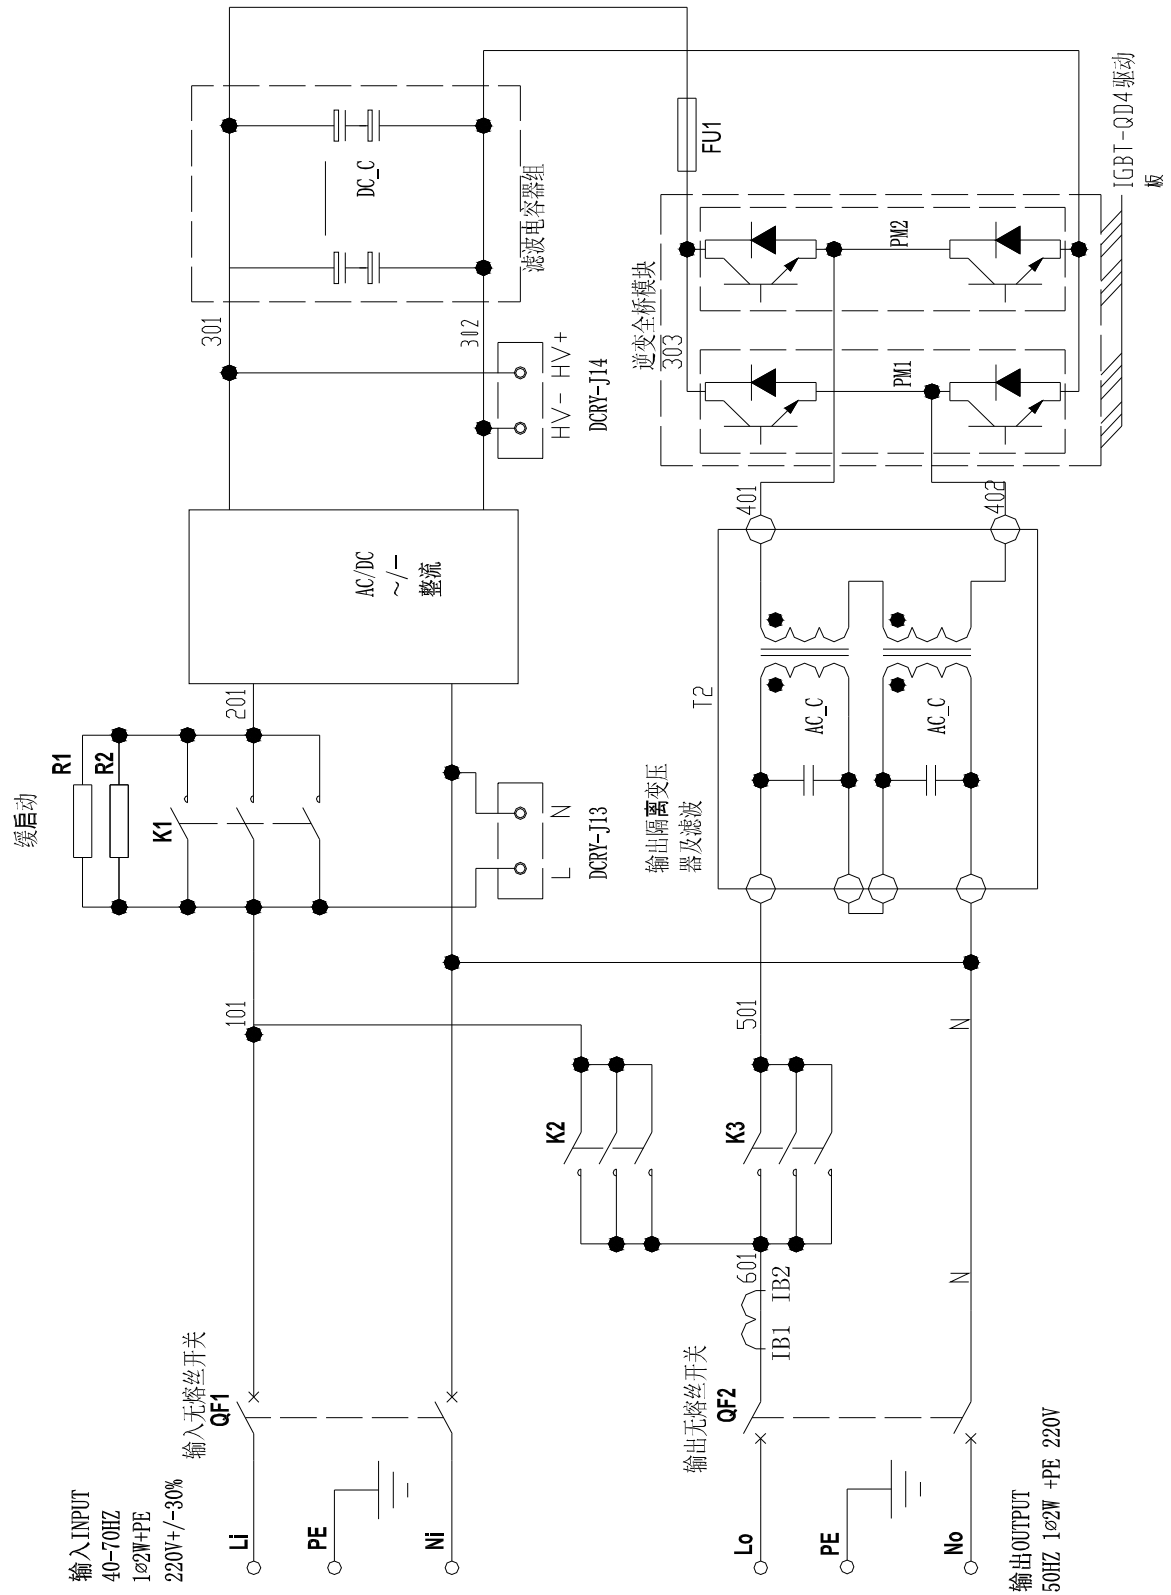 输入INPUT
40-70HZ
1ø2W+PE
220V+/-30%
Li
PE
Ni
输入无熔丝开关
QF1
101
缓启动
R1
R2
K1
201
L
N
DCRY-J13
AC/DC
~/-
整流
301
302
HV-
HV+
DCRY-J14
DC_C
滤波电容器组
输出OUTPUT
50HZ 1ø2W +PE 220V
Lo
PE
No
输出无熔丝开关
QF2
IB1
IB2
601
N
K2
K3
501
N
输出隔离变压
器及滤波
T2
AC_C
AC_C
401
402
逆变全桥模块
303
PM1
PM2
FU1
IGBT-QD4驱动
板